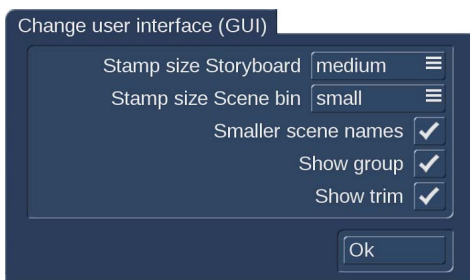 Change user interface (GUI)
Stamp size Storyboard medium
Stamp size Scene bin small
Smaller scene names
Show group
Show trim
Ok